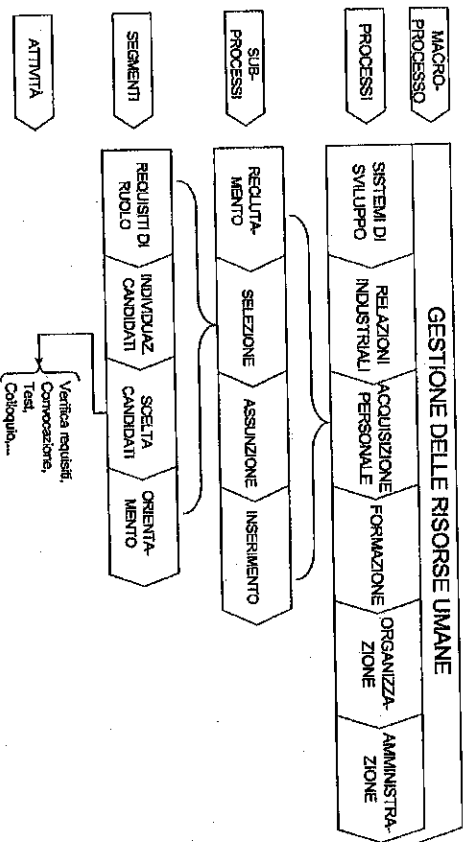 MACRO-
PROCESSO
GESTIONE DELLE RISORSE UMANE
PROCESSI
SISTEMI DI
SVILUPPO
RELAZIONI
INDUSTRIALI
ACQUISIZIONE
PERSONALE
FORMAZIONE
ORGANIZZA-
ZIONE
AMMINISTRA-
ZIONE
SUB-
PROCESSI
RECLUTA-
MENTO
SELEZIONE
ASSUNZIONE
INSERIMENTO
SEGMENTI
REQUISITI DI
RUOLO
INDIVIDUAZ.
CANDIDATI
SCELTA
CANDIDATI
ORIENTA-
MENTO
ATTIVITÀ
Verifica requisiti,
Convocazione,
Test,
Colloquio,...